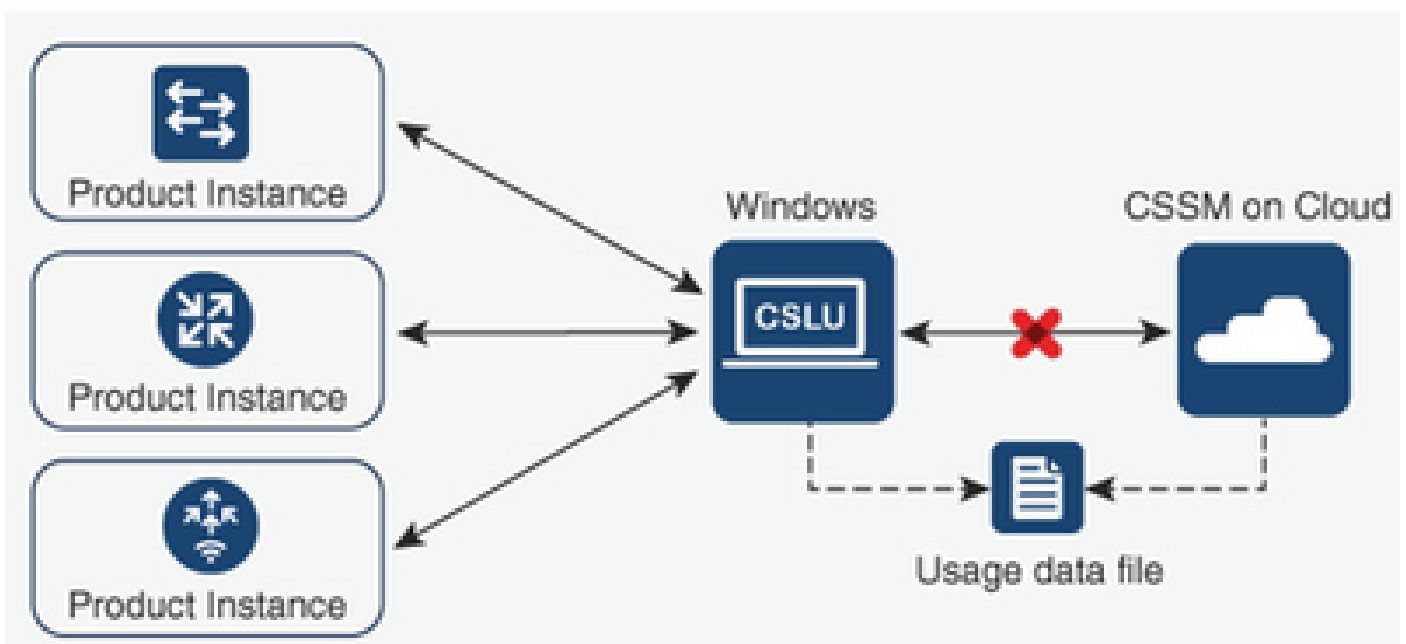 Product Instance
Windows
CSSM on Cloud
CSLU
Product Instance
Usage data file
Product Instance